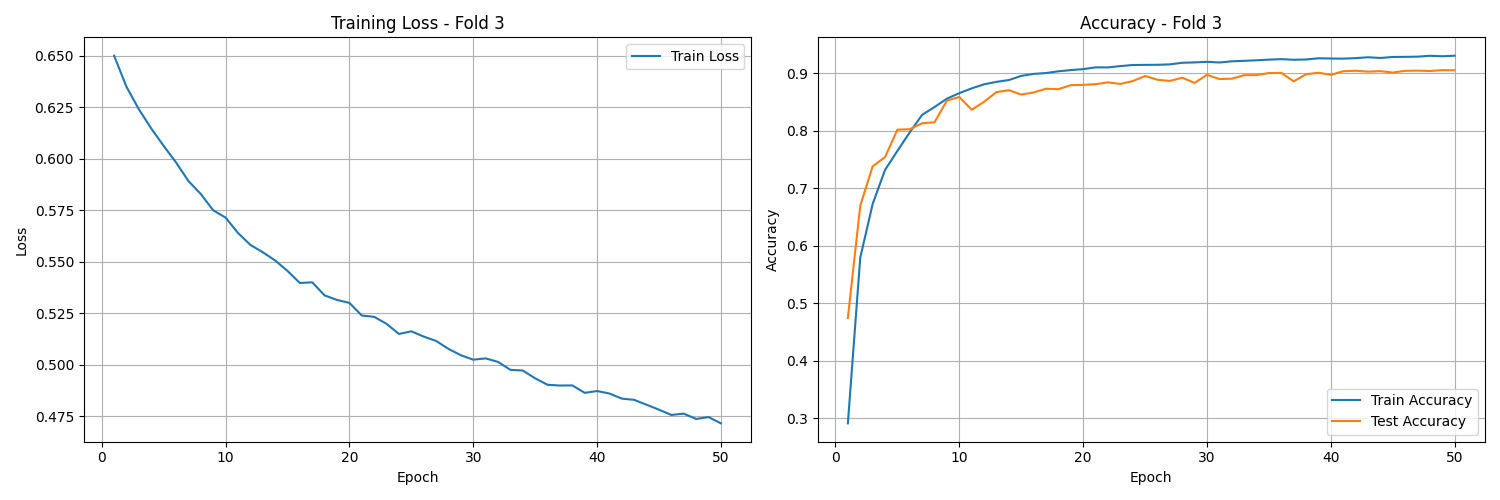 Training Loss - Fold 3
Train Loss
0.650
0.625
0.600
0.575
0.550
0.525
0.500
0.475
Loss
0 10 20 30 40 50
Epoch
Accuracy - Fold 3
0.9
0.8
0.7
0.6
0.5
0.4
0.3
Accuracy
Train Accuracy
Test Accuracy
0 10 20 30 40 50
Epoch